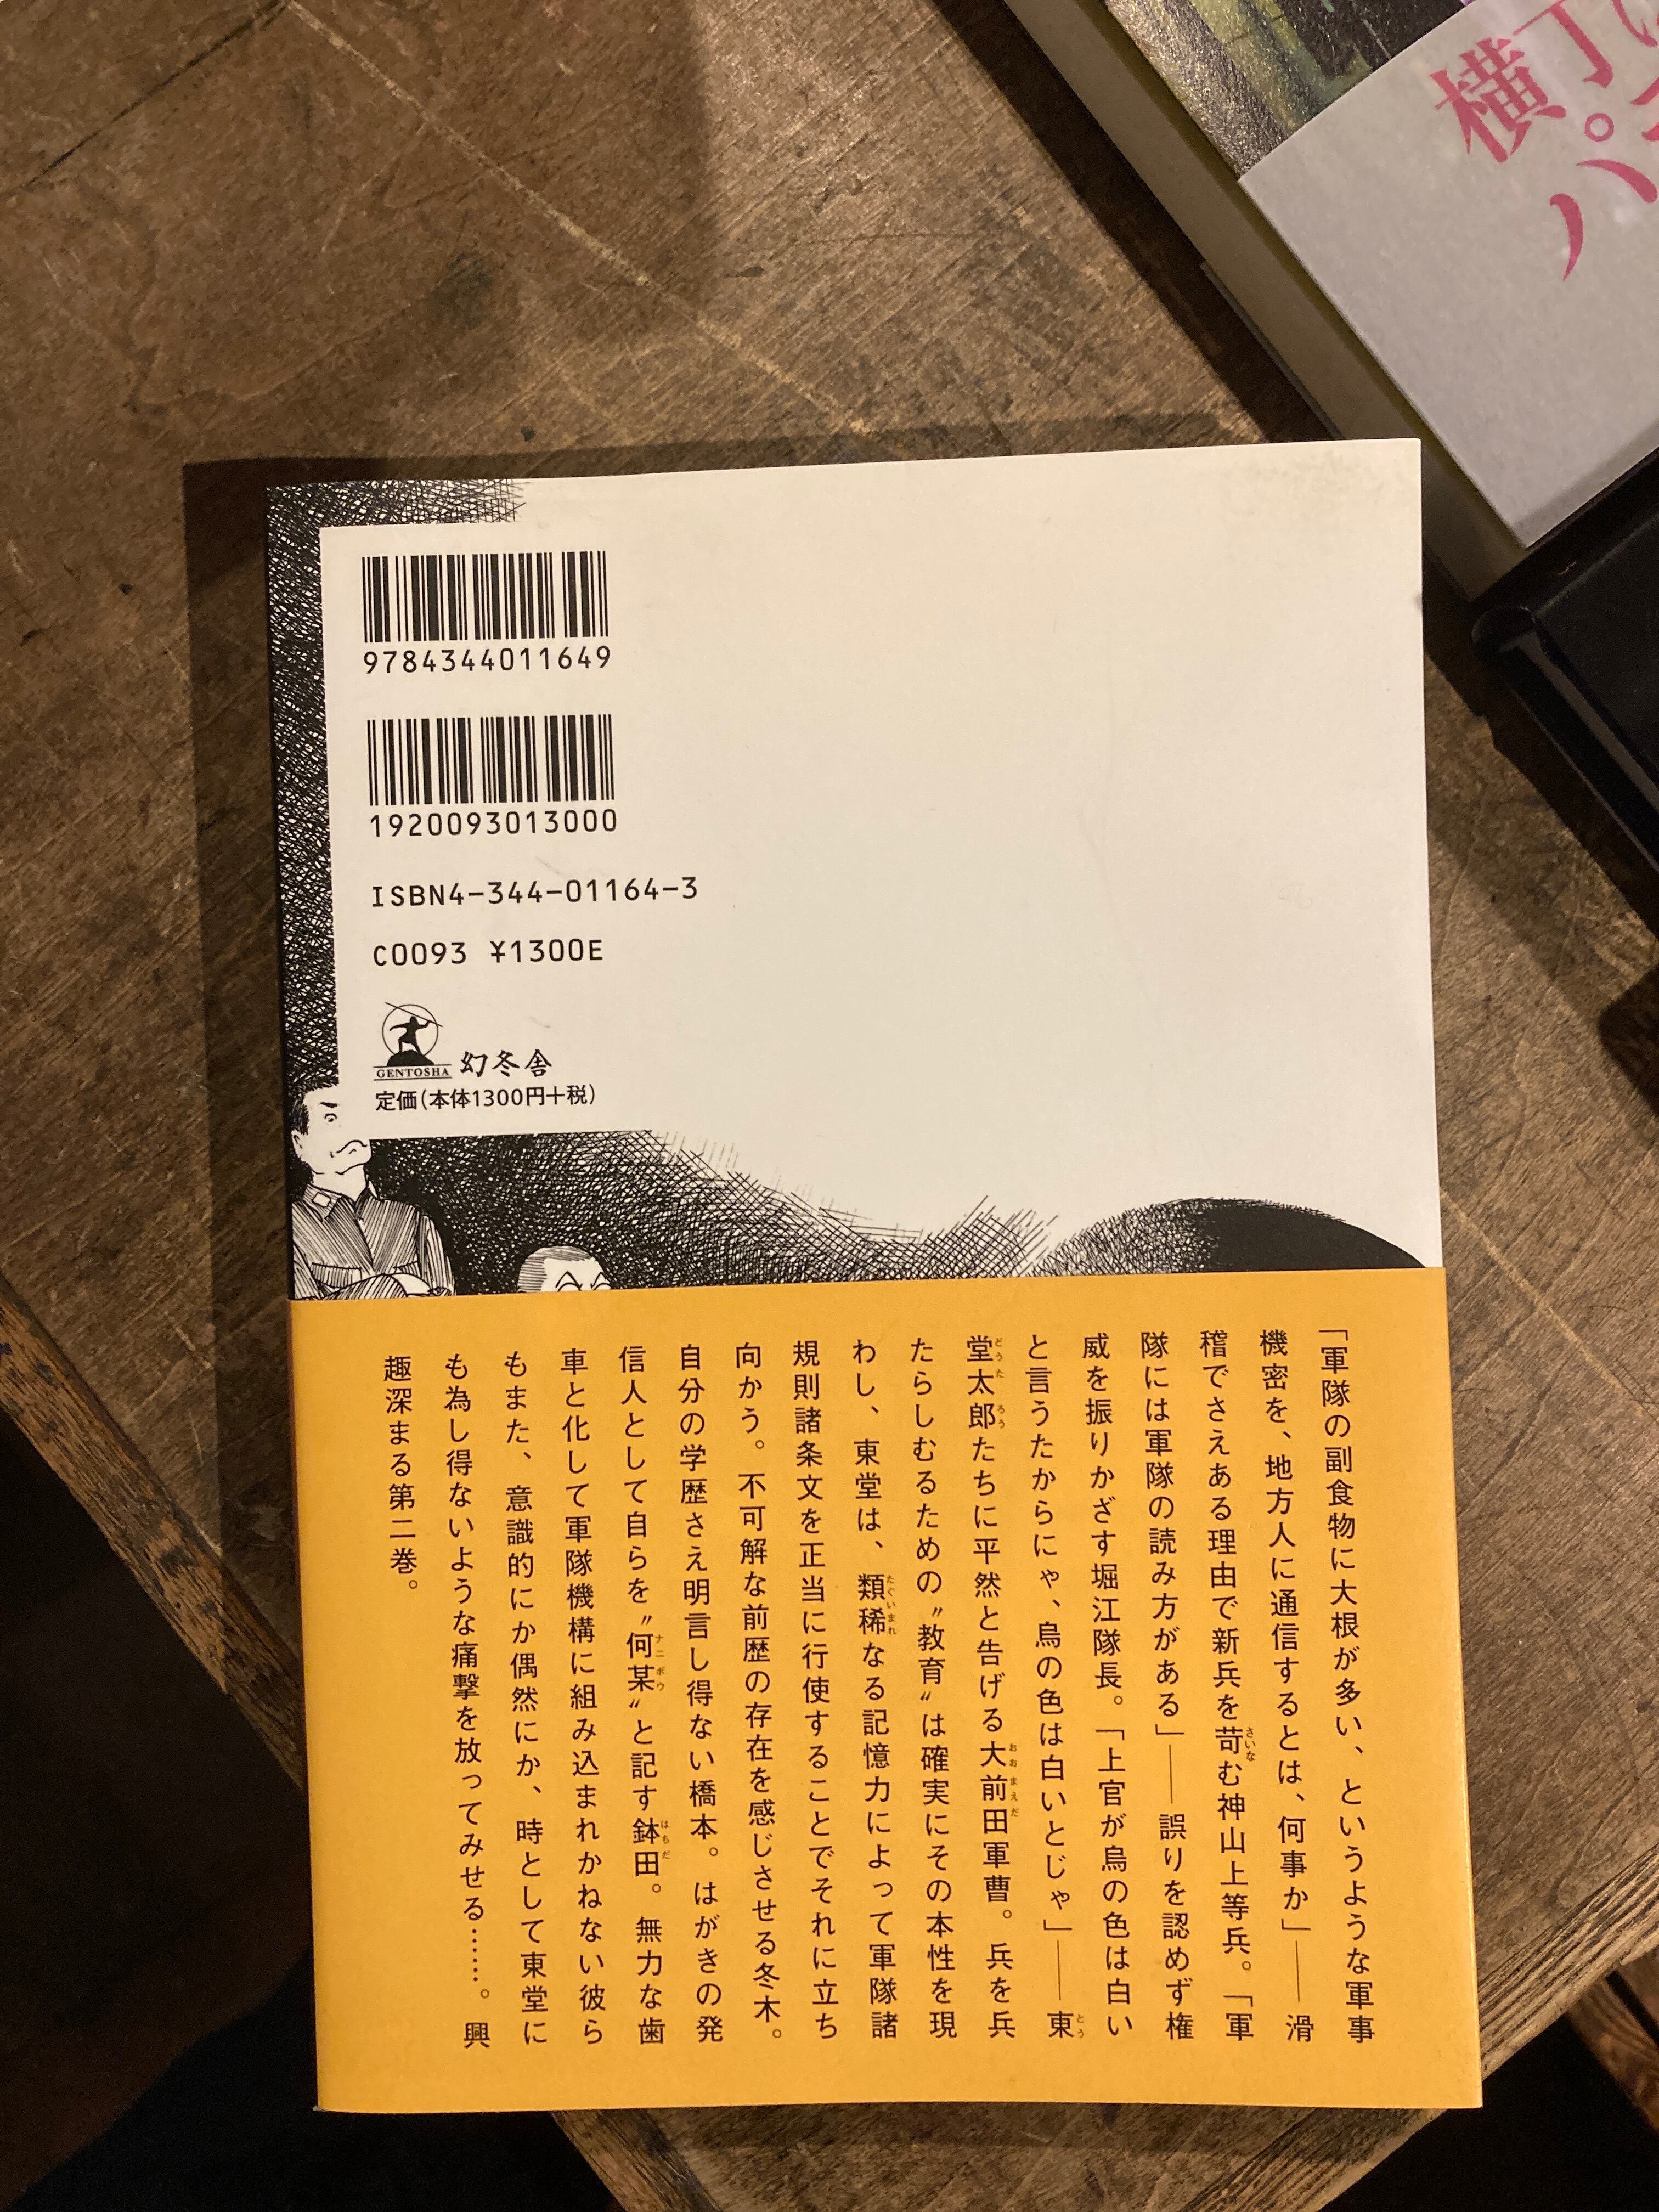 9784344011649
1920093013000
ISBN4-344-01164-3
C0093 ¥1300E
GENTOSHA 幻冬舎
定価(本体1300円+税)
「軍隊の副食物に大根が多い、というような軍事
機密を、地方人に通信するとは、何事か」――滑
稽でさえある理由で新兵を苛む神山上等兵。「軍
隊には軍隊の読み方がある」――誤りを認めず権
威を振りかざす堀江隊長。「上官が烏の色は白い
と言うたからにゃ、烏の色は白いとじゃ」――東
堂太郎たちに平然と告げる大前田軍曹。兵を兵
たらしむるための〝教育〟は確実にその本性を現
わし、東堂は、類稀なる記憶力によって軍隊諸
規則諸条文を正当に行使することでそれに立ち
向かう。不可解な前歴の存在を感じさせる冬木。
自分の学歴さえ明言し得ない橋本。はがきの発
信人として自らを〝何某〟と記す鉢田。無力な歯
車と化して軍隊機構に組み込まれかねない彼ら
もまた、意識的にか偶然にか、時として東堂に
も為し得ないような痛撃を放ってみせる……。興
趣深まる第二巻。
横丁